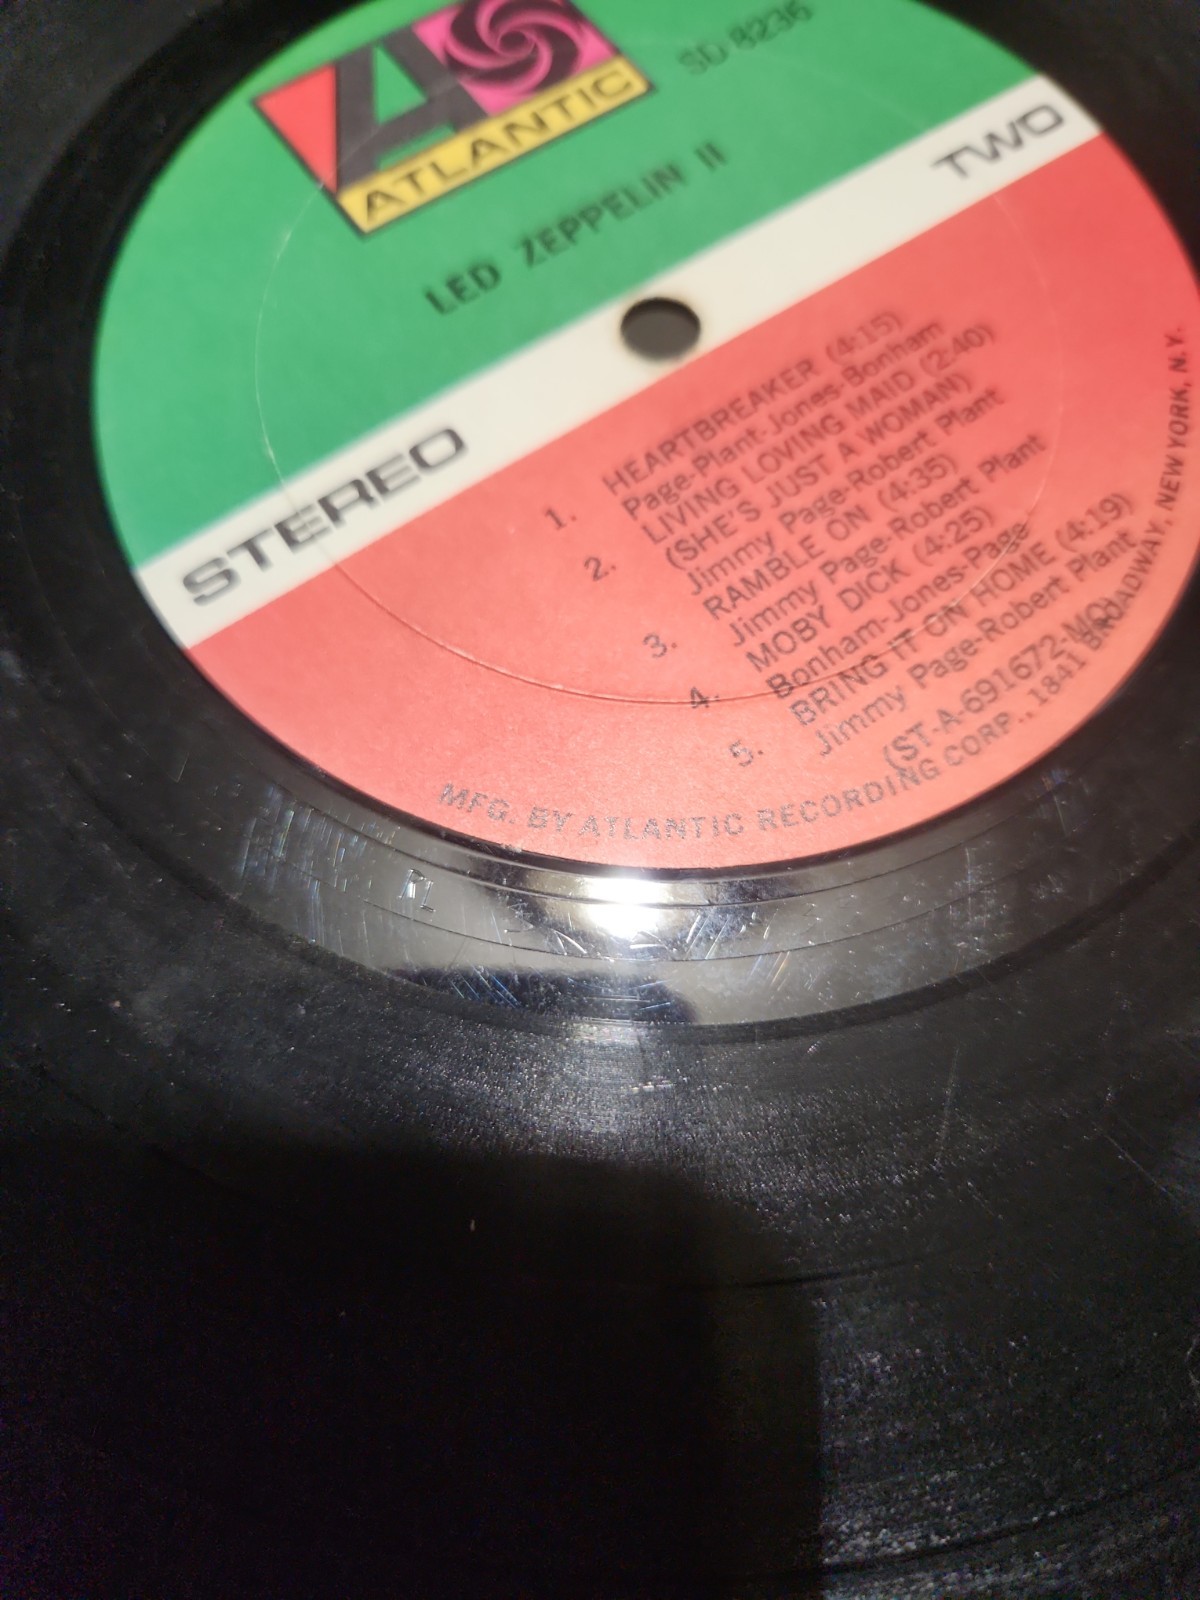 ATLANTIC
SD 8236
LED ZEPPELIN II
STEREO
TWO
1. HEARTBREAKER (4:15)
Page-Plant-Jones-Bonham
2. LIVING LOVING MAID (2:40)
(SHE'S JUST A WOMAN)
Jimmy Page-Robert Plant
3. RAMBLE ON (4:35)
Jimmy Page-Robert Plant
4. MOBY DICK (4:25)
Bonham-Jones-Page
5. BRING IT ON HOME (4:19)
Jimmy Page-Robert Plant
(ST-A-691672-MO)
MFG. BY ATLANTIC RECORDING CORP., 1841 BROADWAY, NEW YORK, N.Y.
RL